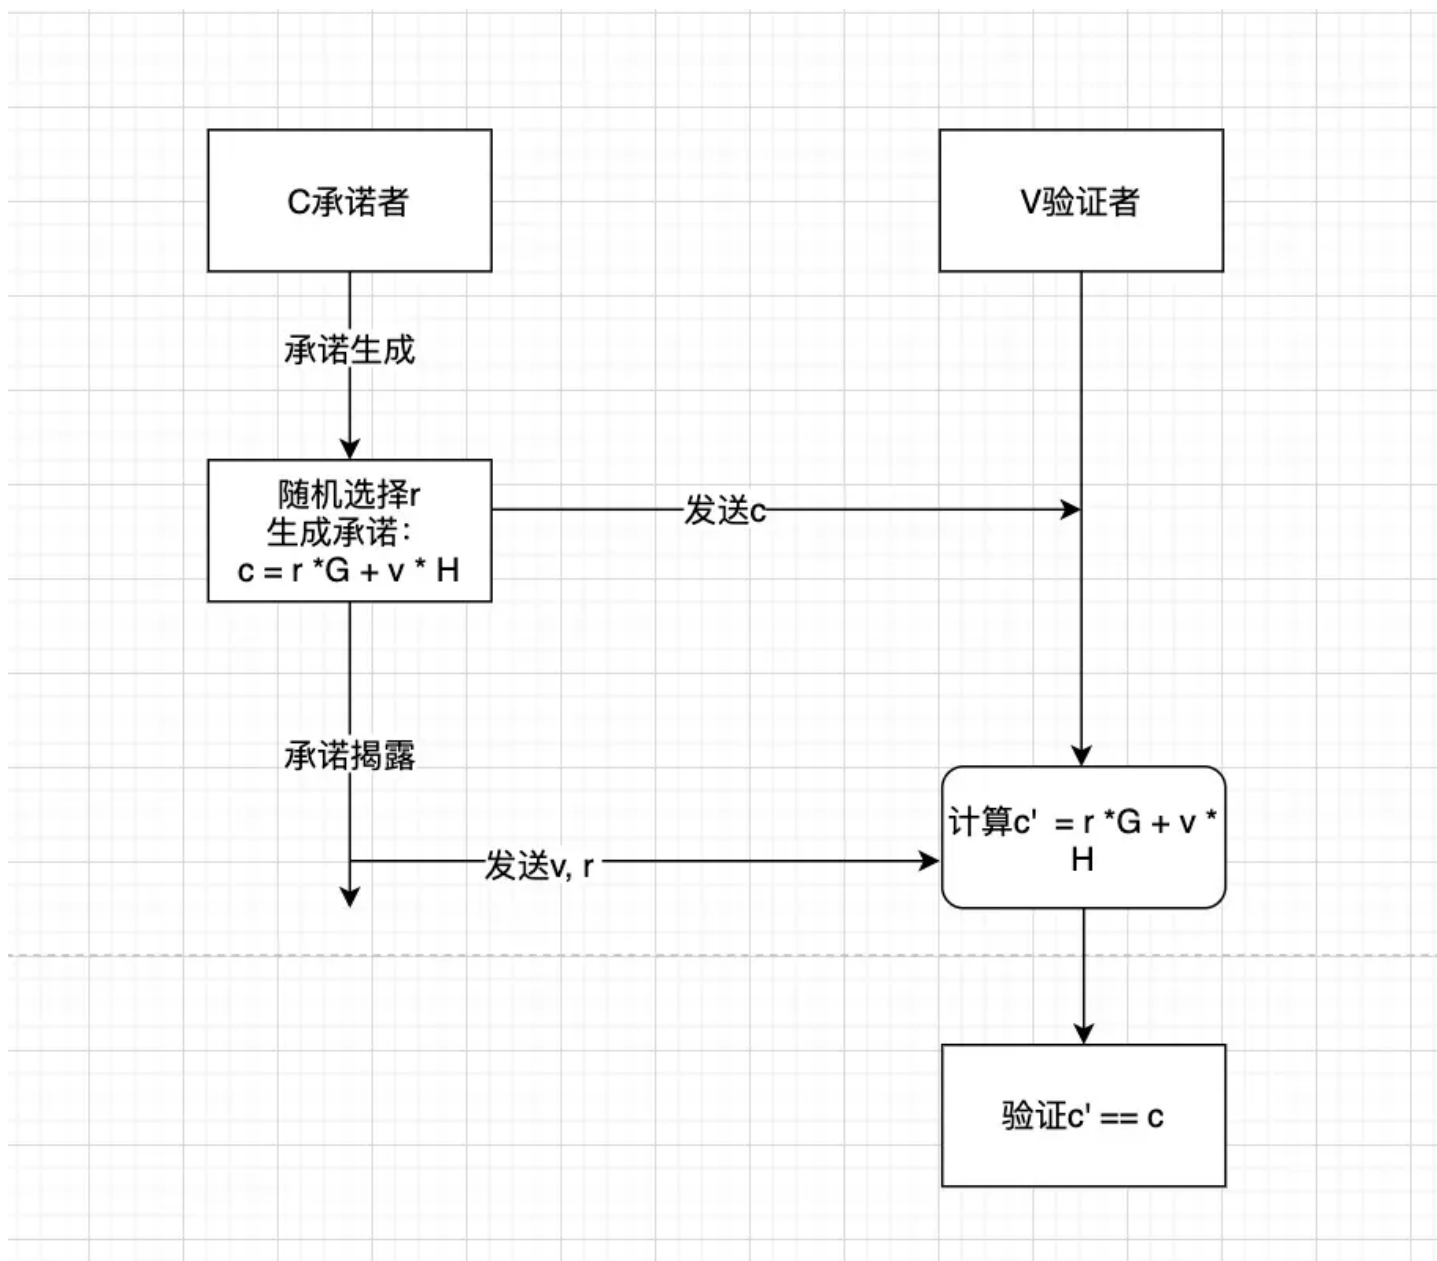 C承诺者
V验证者
承诺生成
随机选择r
生成承诺：
c = r *G + v * H
发送c
承诺揭露
计算c'  = r *G + v *
H
发送v, r
验证c' == c